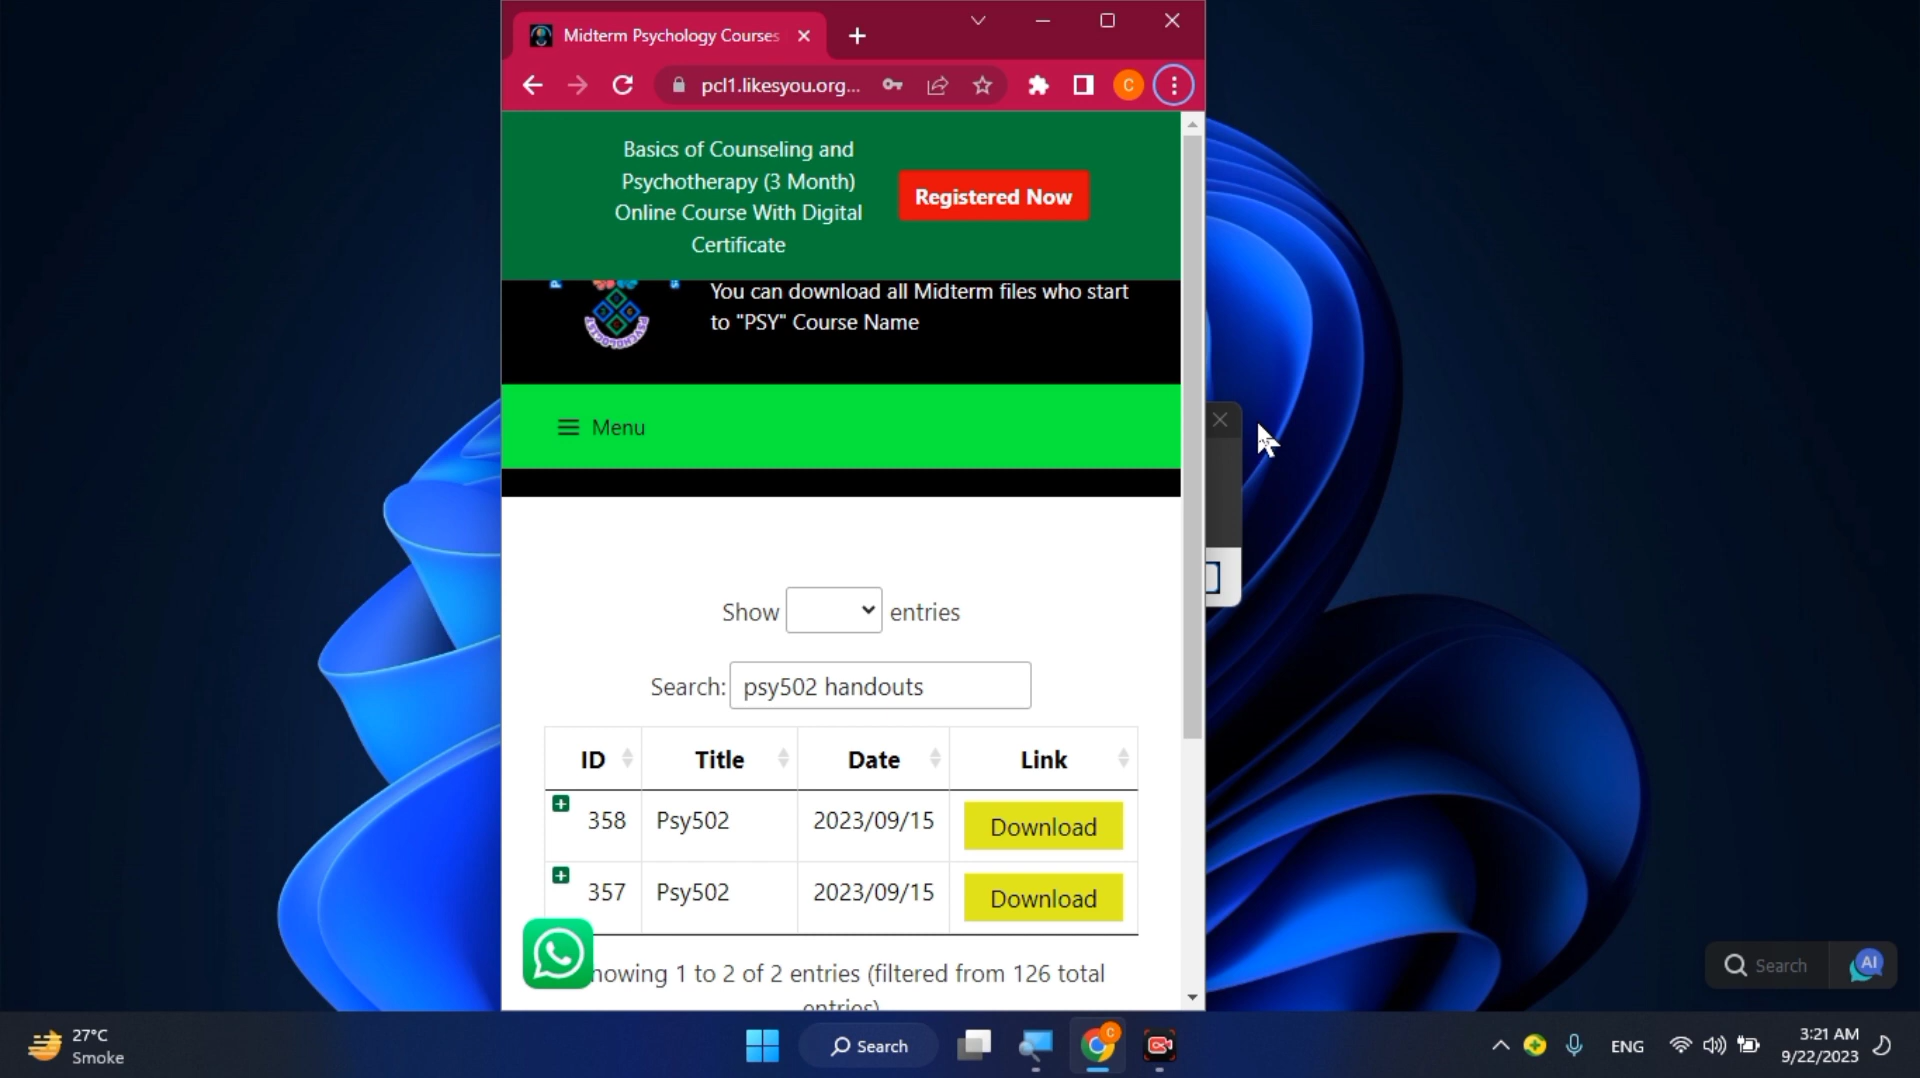 Midterm Psychology Courses
pcl1.likesyou.org...
C
Basics of Counseling and
Psychotherapy (3 Month)
Online Course With Digital
Certificate
Registered Now
You can download all Midterm files who start
to "PSY" Course Name
Menu
Show entries
Search: psy502 handouts
ID Title Date Link
358 Psy502 2023/09/15 Download
357 Psy502 2023/09/15 Download
howing 1 to 2 of 2 entries (filtered from 126 total
entries)
Search AI
27°C
Smoke
Search
C
ENG
3:21 AM
9/22/2023